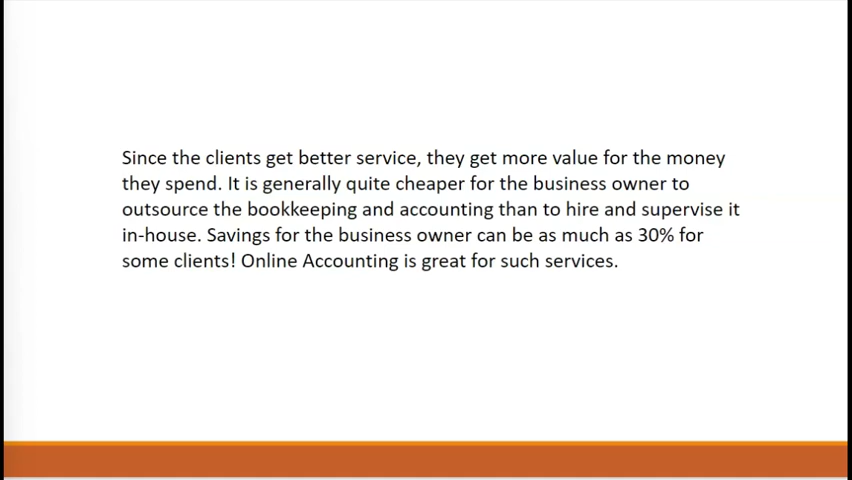 Since the clients get better service, they get more value for the money
they spend. It is generally quite cheaper for the business owner to
outsource the bookkeeping and accounting than to hire and supervise it
in-house. Savings for the business owner can be as much as 30% for
some clients! Online Accounting is great for such services.